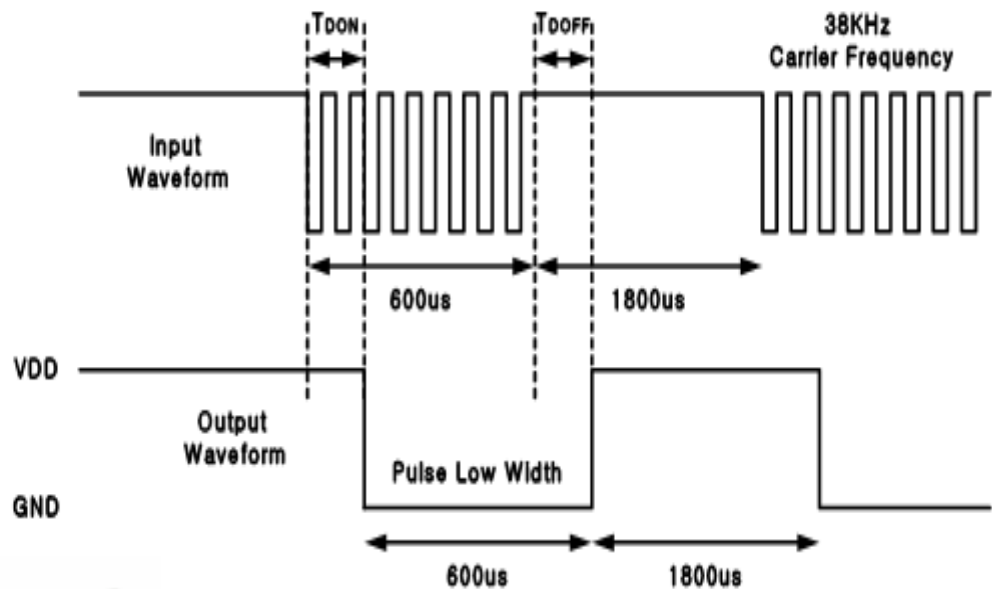 TDON
TDOFF
38KHz
Carrier Frequency
Input
Waveform
600us
1800us
VDD
Output
Waveform
Pulse Low Width
GND
600us
1800us